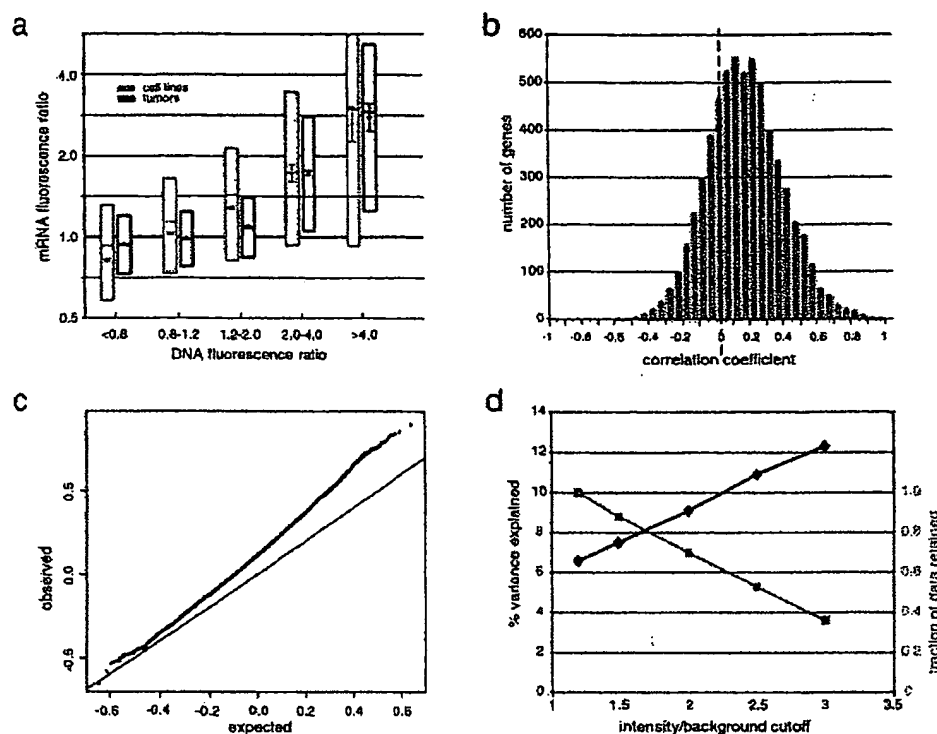 a
mRNA fluorescence ratio
4.0
2.0
1.0
0.5
cell lines
tumors
<0.8
0.8-1.2
1.2-2.0
2.0-4.0
>4.0
DNA fluorescence ratio
b
number of genes
600
500
400
300
200
100
0
-1 -0.8 -0.6 -0.4 -0.2 0 0.2 0.4 0.6 0.8 1
correlation coefficient
c
observed
0.5
0.0
-0.5
-0.6 -0.4 -0.2 0.0 0.2 0.4 0.6
expected
d
% variance explained
14
12
10
8
6
4
2
0
1 1.5 2 2.5 3 3.5
intensity/background cutoff
1.0
0.8
0.6
0.4
0.2
0
fraction of data retained